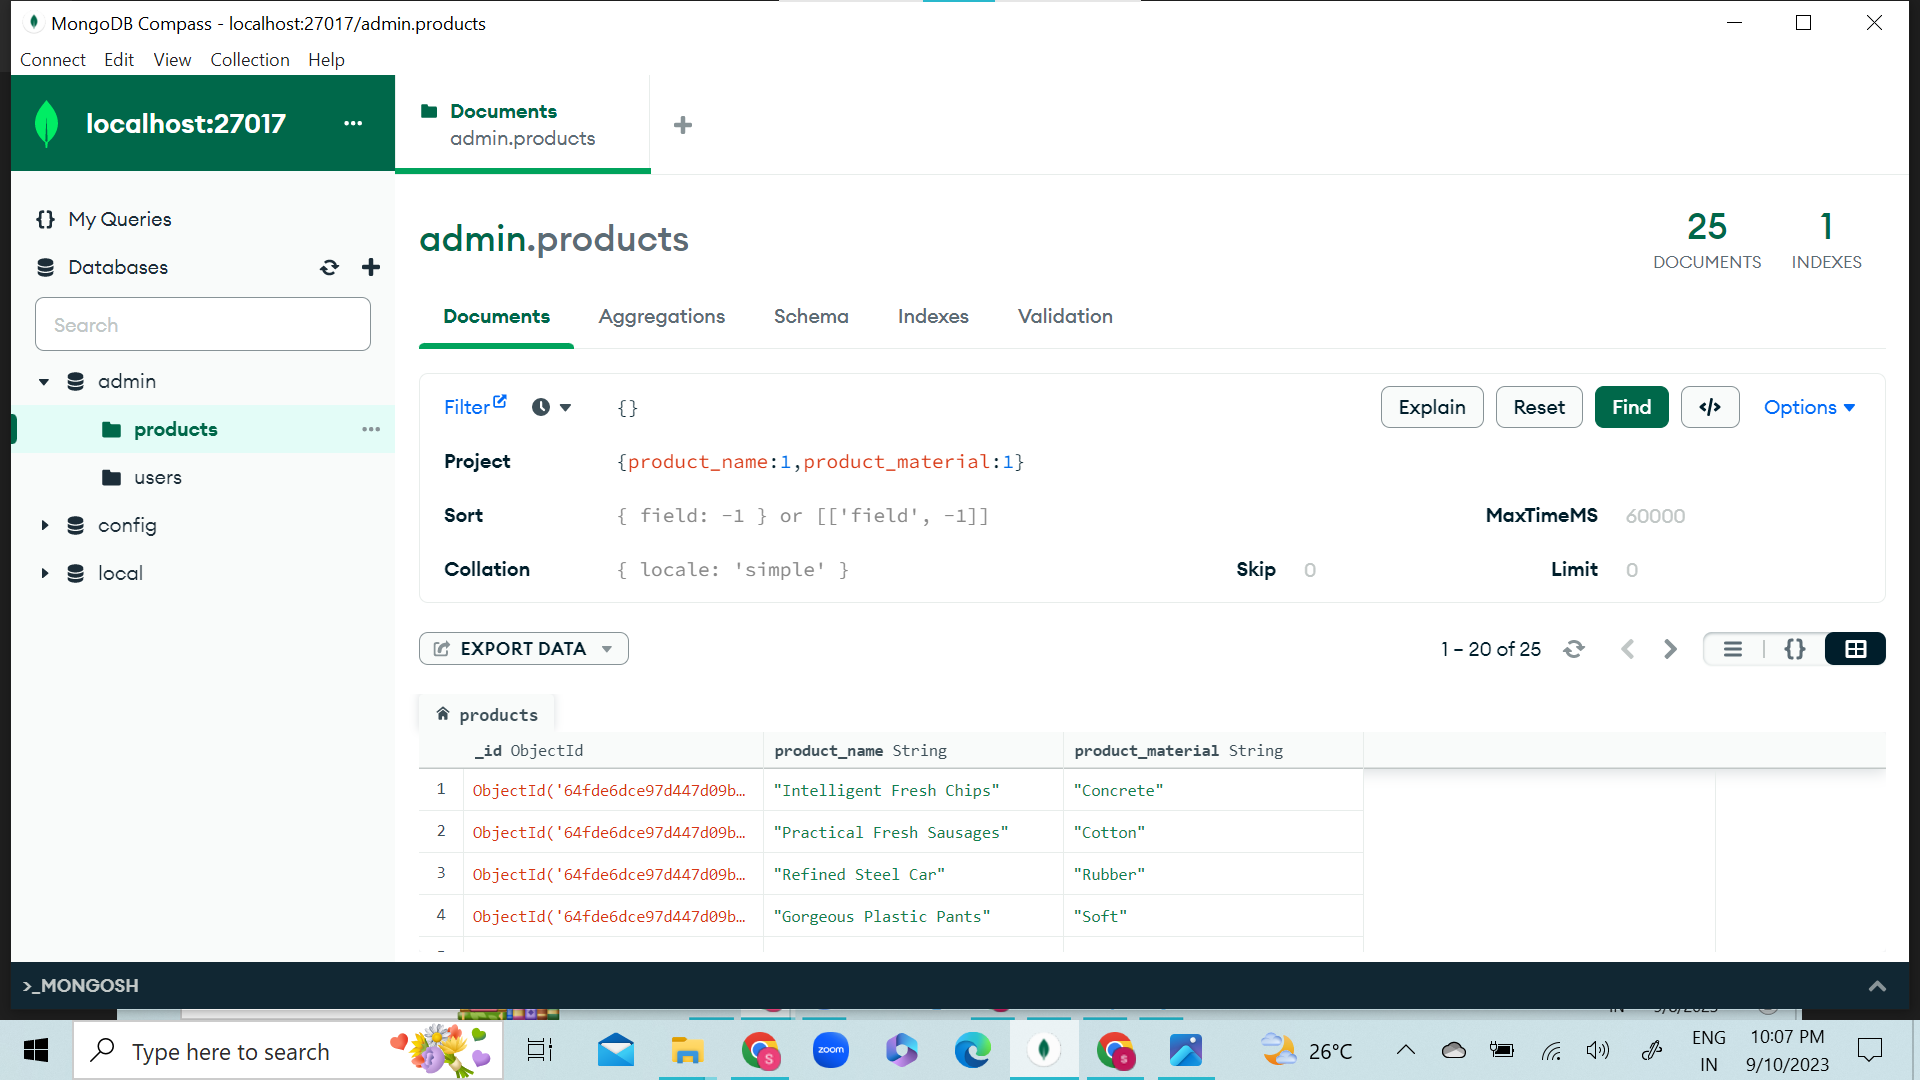 MongoDB Compass - localhost:27017/admin.products
Connect Edit View Collection Help
localhost:27017 ...
Documents
admin.products
+
{} My Queries
Databases
Search
admin
products
users
config
local
admin.products
25
DOCUMENTS
1
INDEXES
Documents Aggregations Schema Indexes Validation
Filter {} Explain Reset Find </> Options
Project {product_name:1,product_material:1}
Sort { field: -1 } or [['field', -1]] MaxTimeMS 60000
Collation { locale: 'simple' } Skip 0 Limit 0
EXPORT DATA 1 – 20 of 25 {}
products
_id ObjectId product_name String product_material String
1 ObjectId('64fde6dce97d447d09b… "Intelligent Fresh Chips" "Concrete"
2 ObjectId('64fde6dce97d447d09b… "Practical Fresh Sausages" "Cotton"
3 ObjectId('64fde6dce97d447d09b… "Refined Steel Car" "Rubber"
4 ObjectId('64fde6dce97d447d09b… "Gorgeous Plastic Pants" "Soft"
>_MONGOSH
Type here to search
zoom
26°C
ENG
IN
10:07 PM
9/10/2023